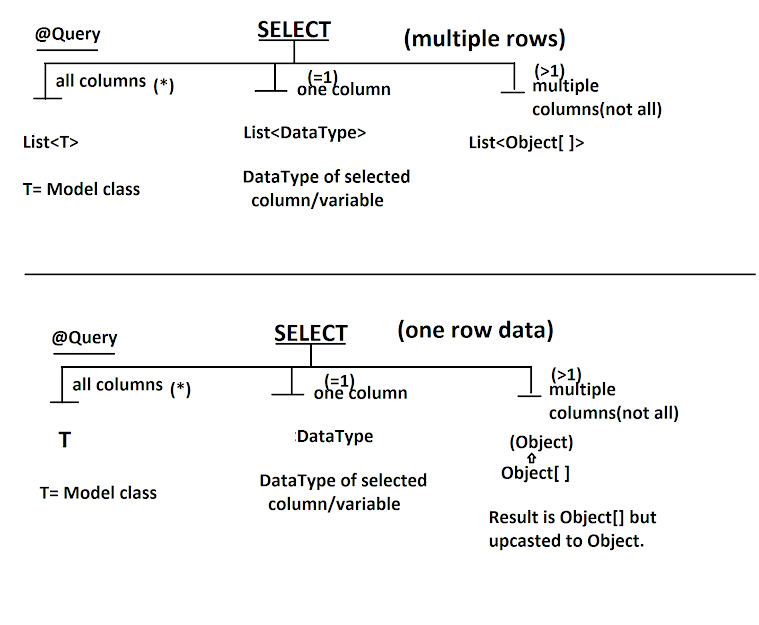 @Query
SELECT
(multiple rows)
all columns (*)
(=1)
one column
(>1)
multiple
columns(not all)
List<T>
List<DataType>
List<Object[ ]>
T= Model class
DataType of selected
column/variable
@Query
SELECT
(one row data)
all columns (*)
(=1)
one column
(>1)
multiple
columns(not all)
T
DataType
(Object)
Object[ ]
T= Model class
DataType of selected
column/variable
Result is Object[] but
upcasted to Object.